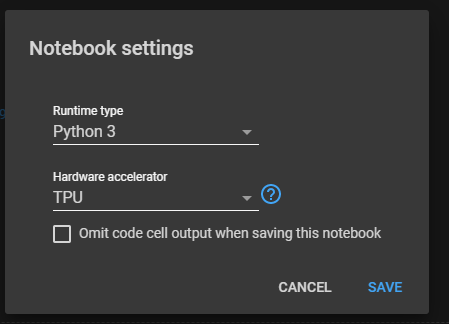 Notebook settings
Runtime type
Python 3
Hardware accelerator
TPU
?
Omit code cell output when saving this notebook
CANCEL SAVE